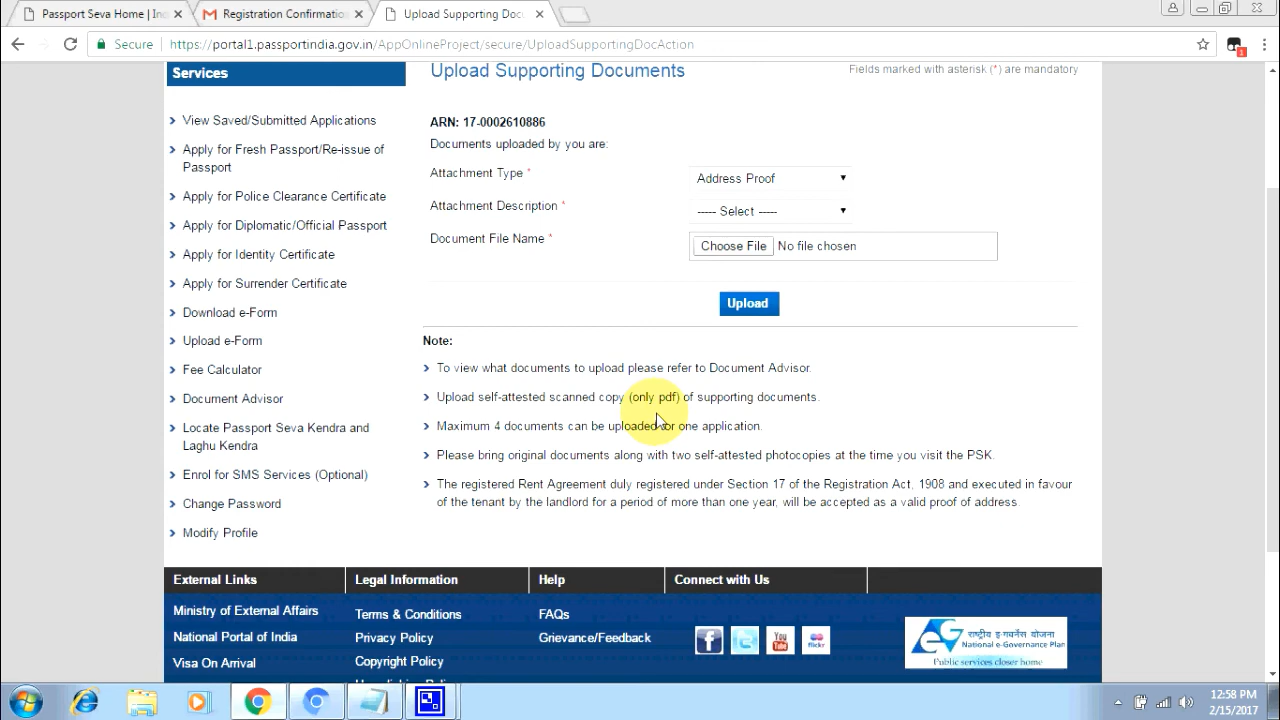 Passport Seva Home | In
Registration Confirmation
Upload Supporting Doc
Secure
https://portal1.passportindia.gov.in/AppOnlineProject/secure/UploadSupportingDocAction
1
Services
Upload Supporting Documents
Fields marked with asterisk (*) are mandatory
View Saved/Submitted Applications
Apply for Fresh Passport/Re-issue of
Passport
Apply for Police Clearance Certificate
Apply for Diplomatic/Official Passport
Apply for Identity Certificate
Apply for Surrender Certificate
Download e-Form
Upload e-Form
Fee Calculator
Document Advisor
Locate Passport Seva Kendra and
Laghu Kendra
Enrol for SMS Services (Optional)
Change Password
Modify Profile
ARN: 17-0002610886
Documents uploaded by you are:
Attachment Type * Address Proof
Attachment Description * ----- Select -----
Document File Name * Choose File No file chosen
Upload
Note:
To view what documents to upload please refer to Document Advisor.
Upload self-attested scanned copy (only pdf) of supporting documents.
Maximum 4 documents can be uploaded for one application.
Please bring original documents along with two self-attested photocopies at the time you visit the PSK.
The registered Rent Agreement duly registered under Section 17 of the Registration Act, 1908 and executed in favour
of the tenant by the landlord for a period of more than one year, will be accepted as a valid proof of address.
External Links
Ministry of External Affairs
National Portal of India
Visa On Arrival
Legal Information
Terms & Conditions
Privacy Policy
Copyright Policy
Help
FAQs
Grievance/Feedback
Connect with Us
You
Tube
flickr
राष्ट्रीय ई-गवर्नेंस योजना
National e-Governance Plan
Public services closer home
12:58 PM
2/15/2017